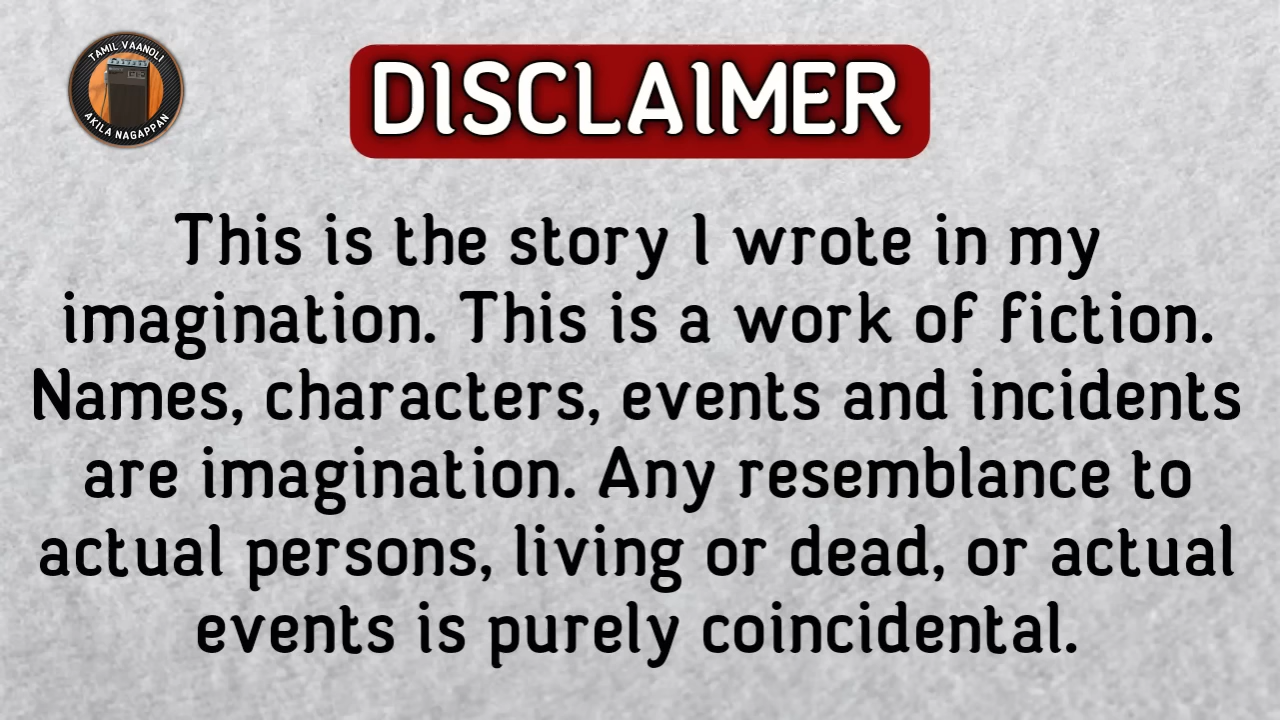 TAMIL VAANOLI
AKILA NAGAPPAN
DISCLAIMER
This is the story I wrote in my
imagination. This is a work of fiction.
Names, characters, events and incidents
are imagination. Any resemblance to
actual persons, living or dead, or actual
events is purely coincidental.